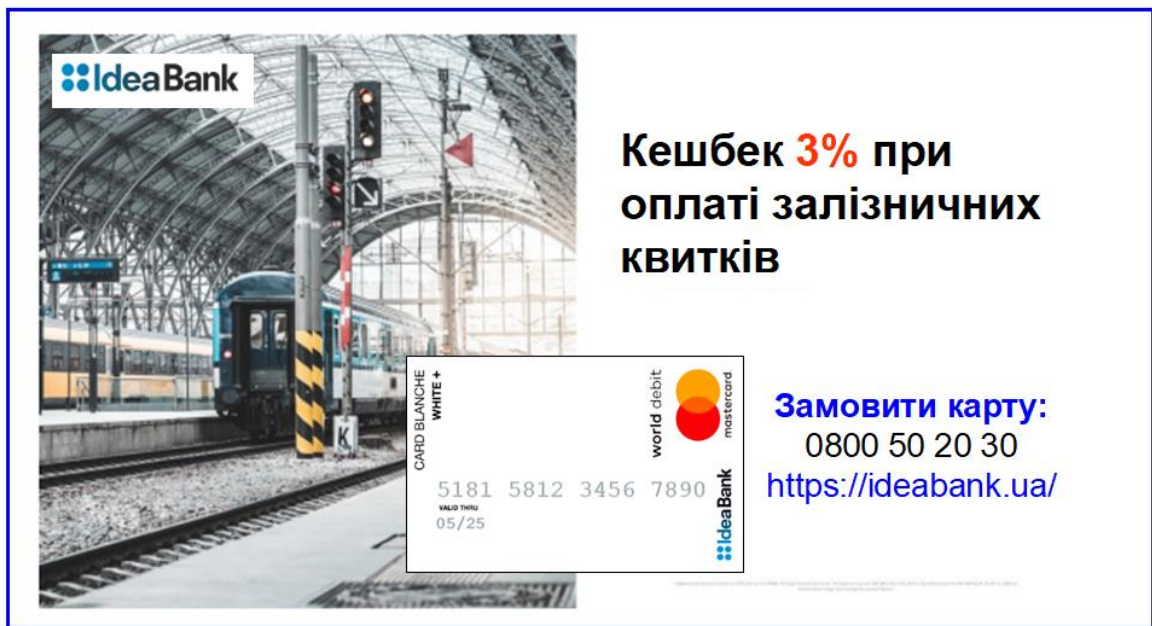 IdeaBank
Кешбек 3% при
оплаті залізничних
квитків
K
CARD BLANCHE
WHITE +
world debit
mastercard
5181 5812 3456 7890
VALID THRU
05/25
IdeaBank
Замовити карту:
0800 50 20 30
https://ideabank.ua/